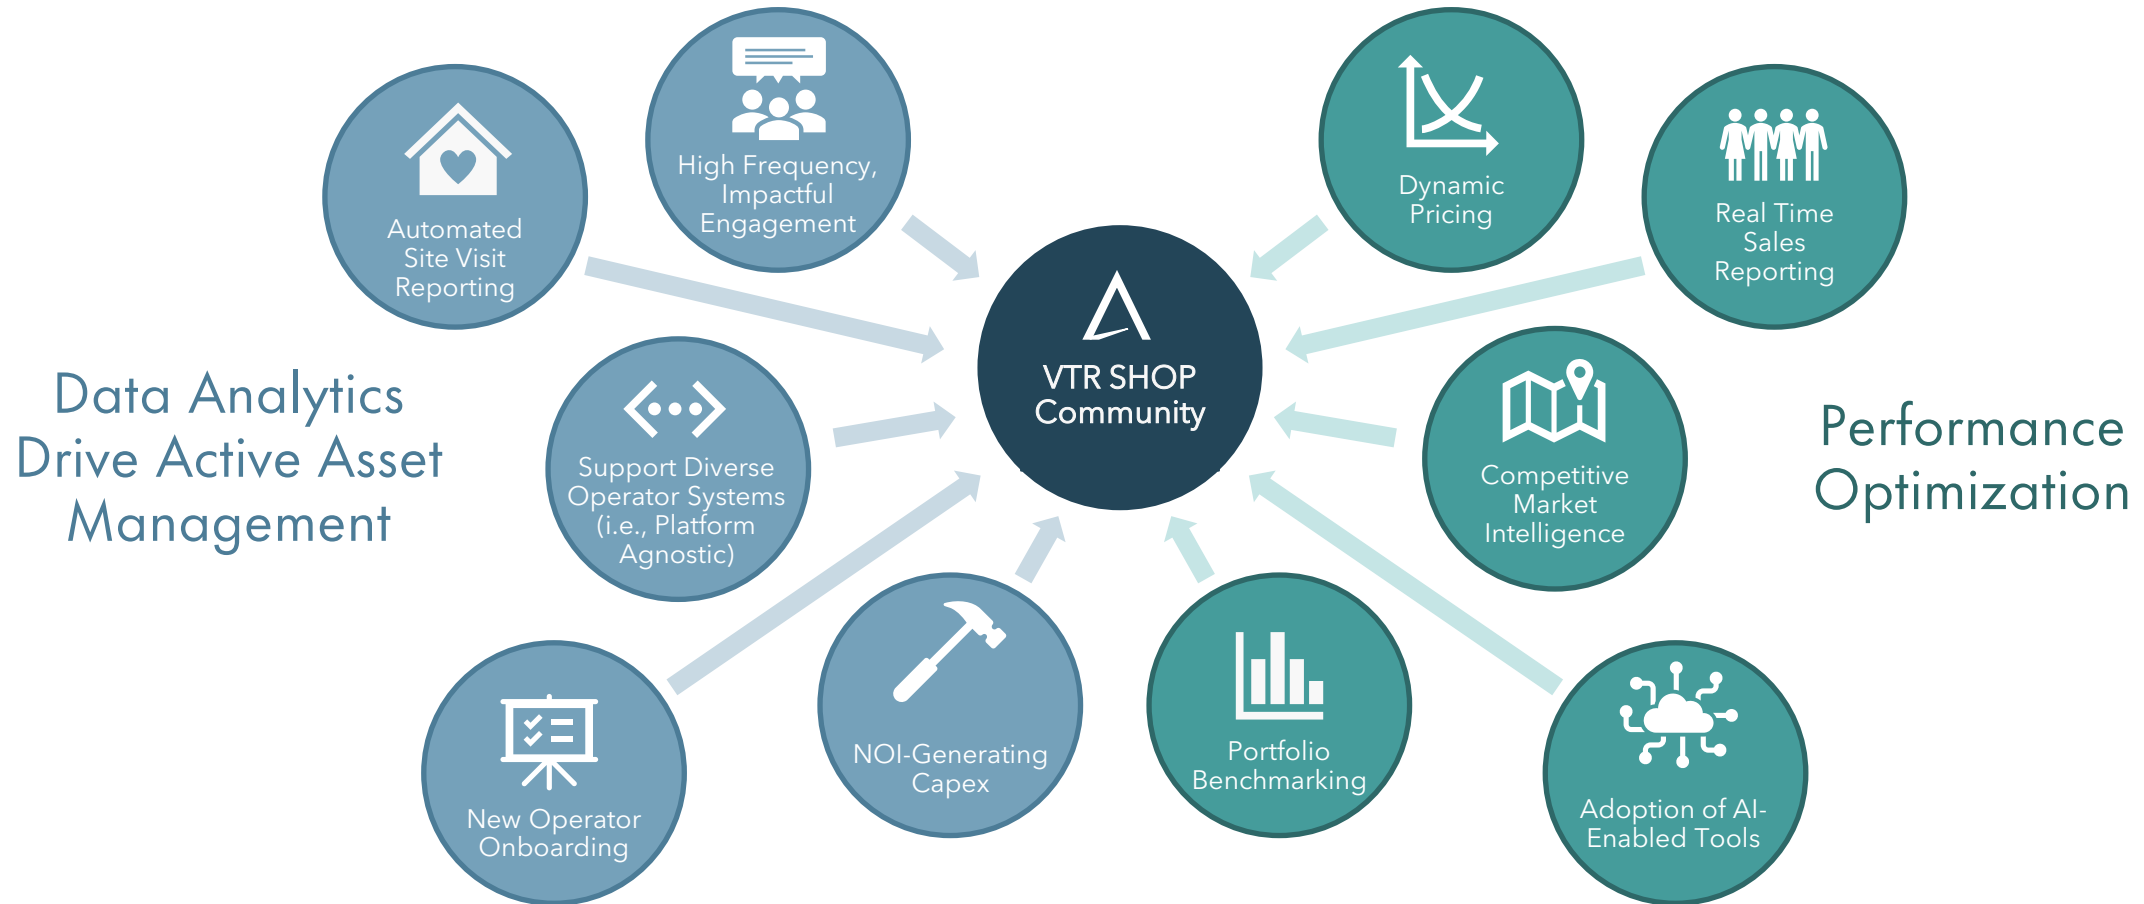 Data Analytics
Drive Active Asset
Management
Automated
Site Visit
Reporting
High Frequency,
Impactful
Engagement
Support Diverse
Operator Systems
(i.e., Platform
Agnostic)
New Operator
Onboarding
NOI-Generating
Capex
VTR SHOP
Community
Dynamic
Pricing
Real Time
Sales
Reporting
Competitive
Market
Intelligence
Portfolio
Benchmarking
Adoption of AI-
Enabled Tools
Performance
Optimization